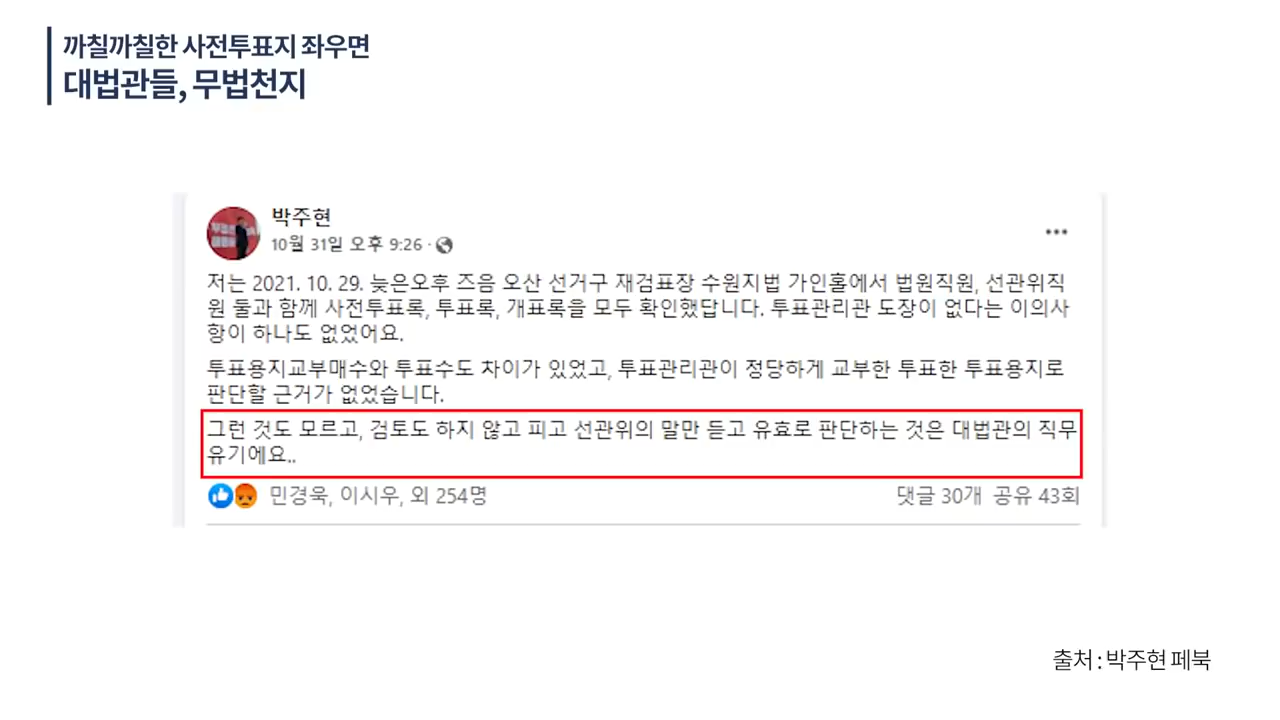 까칠까칠한 사전투표지 좌우면
대법관들, 무법천지
박주현
10월 31일 오후 9:26 ·
저는 2021. 10. 29. 늦은오후 즈음 오산 선거구 재검표장 수원지법 가인홀에서 법원직원, 선관위직
원 둘과 함께 사전투표록, 투표록, 개표록을 모두 확인했답니다. 투표관리관 도장이 없다는 이의사
항이 하나도 없었어요.
투표용지교부매수와 투표수도 차이가 있었고, 투표관리관이 정당하게 교부한 투표한 투표용지로
판단할 근거가 없었습니다.
그런 것도 모르고, 검토도 하지 않고 피고 선관위의 말만 듣고 유효로 판단하는 것은 대법관의 직무
유기에요..
민경욱, 이시우, 외 254명
댓글 30개 공유 43회
출처 : 박주현 페북